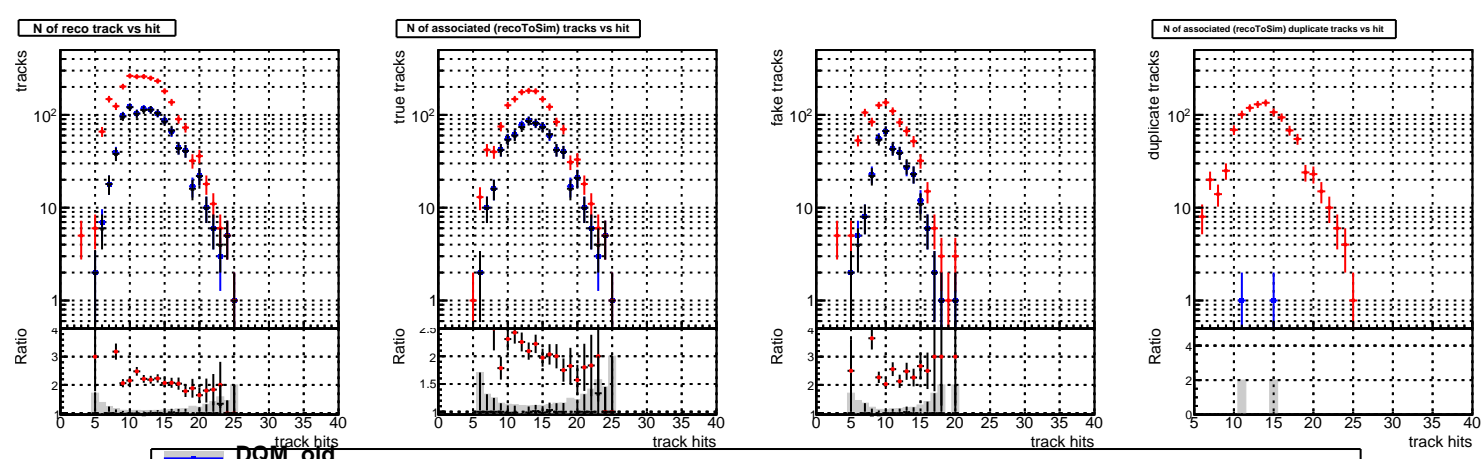 N of reco track vs hit
N of associated (recoToSim) tracks vs hit
N of associated (recoToSim) duplicate tracks vs hit
tracks
10²
10
1
Ratio
4
3
2
1
0 5 10 15 20 25 30 35 40
track hits
true tracks
10²
10
1
Ratio
2.5
2
1.5
1
0 5 10 15 20 25 30 35 40
track hits
fake tracks
10²
10
1
Ratio
4
3
2
1
0 5 10 15 20 25 30 35 40
track hits
duplicate tracks
10²
10
1
Ratio
4
2
0
5 10 15 20 25 30 35 40
track hits
DQM_old